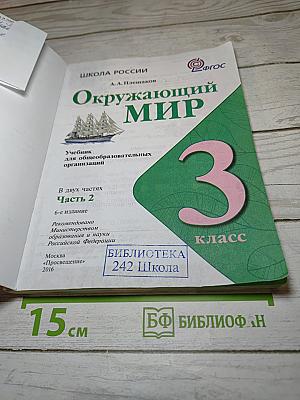 ШКОЛА РОССИИ
ФГОС
А.А. Плешаков
Окружающий
МИР
Учебник
для общеобразовательных
организаций
В двух частях
Часть 2
6-е издание
Рекомендовано
Министерством
образования и науки
Российской Федерации
3
класс
Москва
«Просвещение»
2016
БИБЛИОТЕКА
242 Школа
15 см
БФ БИБЛИОФАН